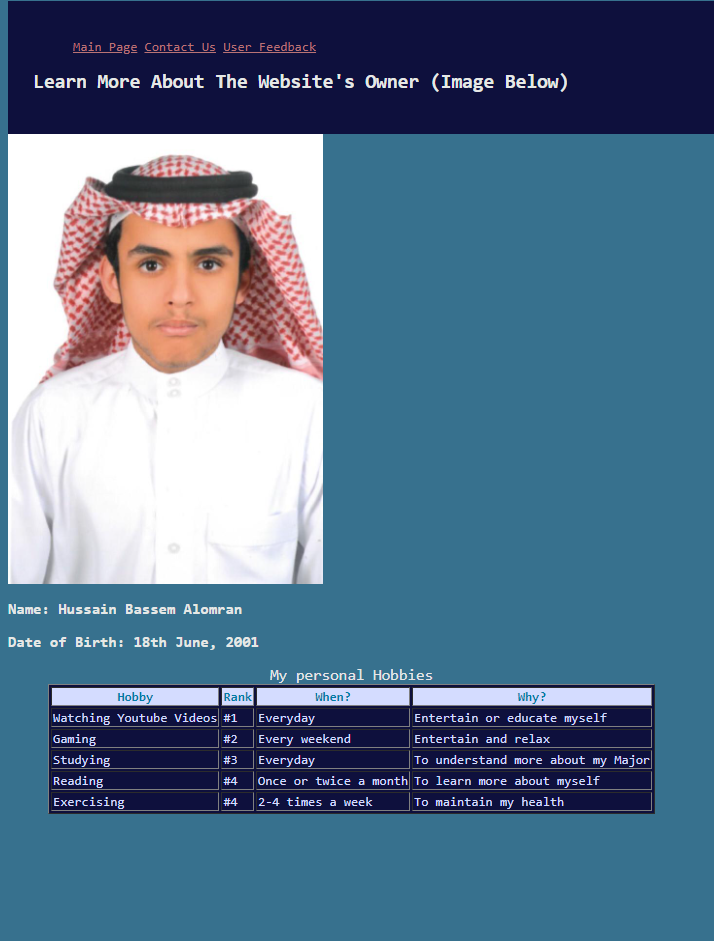 Main Page Contact Us User Feedback
Learn More About The Website's Owner (Image Below)
Name: Hussain Bassem Alomran
Date of Birth: 18th June, 2001
My personal Hobbies
Hobby Rank When? Why?
Watching Youtube Videos #1 Everyday Entertain or educate myself
Gaming #2 Every weekend Entertain and relax
Studying #3 Everyday To understand more about my Major
Reading #4 Once or twice a month To learn more about myself
Exercising #4 2-4 times a week To maintain my health